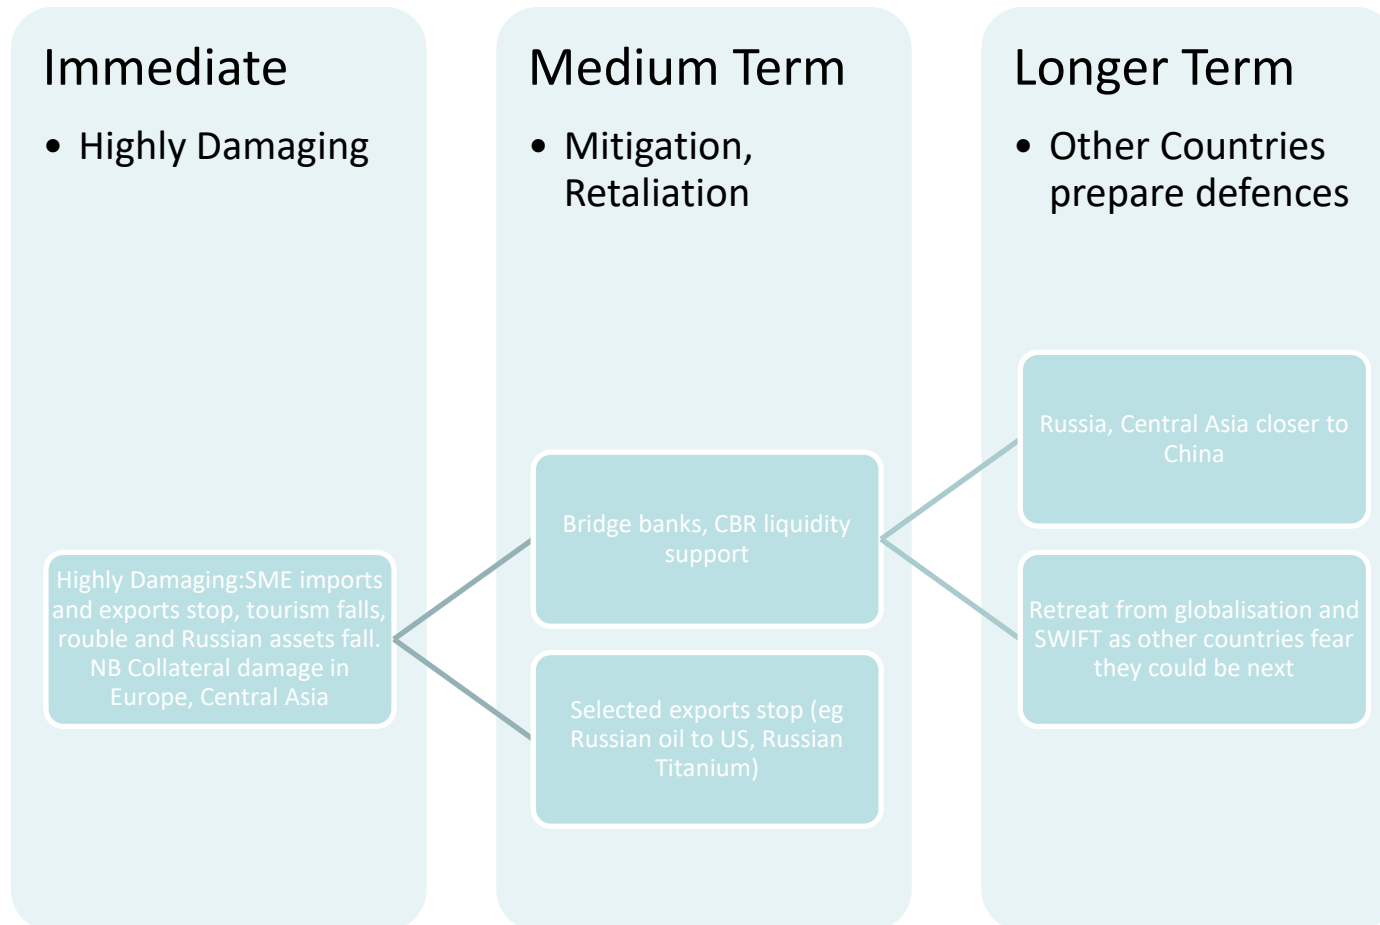 Immediate
• Highly Damaging
Highly Damaging:SME imports
and exports stop, tourism falls,
rouble and Russian assets fall.
NB Collateral damage in
Europe, Central Asia
Medium Term
• Mitigation,
Retaliation
Bridge banks, CBR liquidity
support
Selected exports stop (eg
Russian oil to US, Russian
Titanium)
Longer Term
• Other Countries
prepare defences
Russia, Central Asia closer to
China
Retreat from globalisation and
SWIFT as other countries fear
they could be next